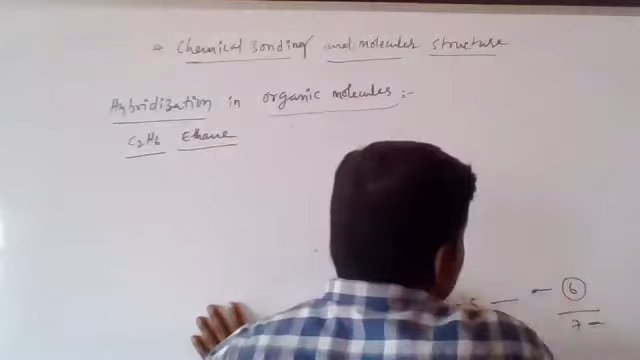 * Chemical Bonding and molecular structure
Hybridization in organic molecules :-
C2H6 Ethane
— — 6
7 —